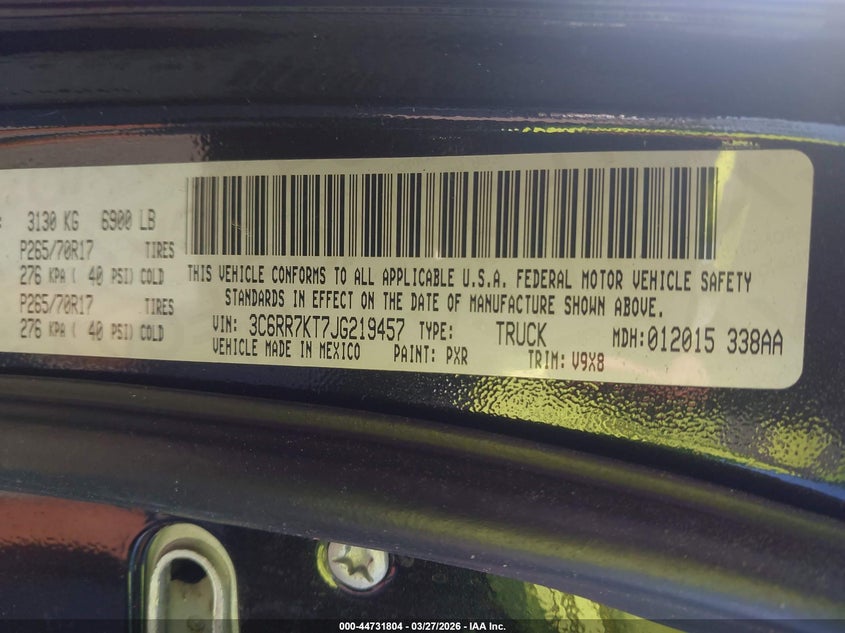 3130 KG 6900 LB
P265/70R17 TIRES
276 KPA ( 40 PSI) COLD
P265/70R17 TIRES
276 KPA ( 40 PSI) COLD
THIS VEHICLE CONFORMS TO ALL APPLICABLE U.S.A. FEDERAL MOTOR VEHICLE SAFETY
STANDARDS IN EFFECT ON THE DATE OF MANUFACTURE SHOWN ABOVE.
VIN: 3C6RR7KT7JG219457 TYPE: TRUCK MDH:012015 338AA
VEHICLE MADE IN MEXICO PAINT: PXR TRIM: V9X8
000-44731804 — 03/27/2026 — IAA Inc.